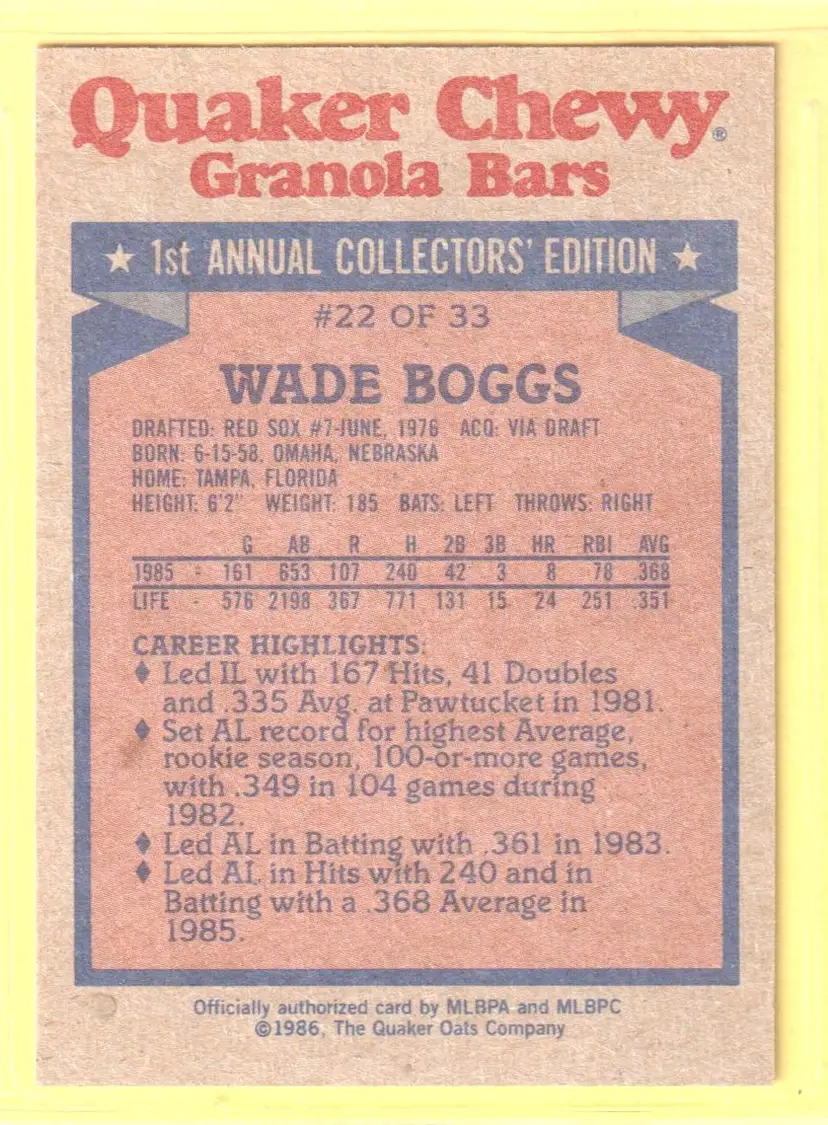 Quaker Chewy®
Granola Bars
★ 1st ANNUAL COLLECTORS' EDITION ★
#22 OF 33
WADE BOGGS
DRAFTED: RED SOX #7-JUNE, 1976 ACQ: VIA DRAFT
BORN: 6-15-58, OMAHA, NEBRASKA
HOME: TAMPA, FLORIDA
HEIGHT: 6'2" WEIGHT: 185 BATS: LEFT THROWS: RIGHT
G AB R H 2B 3B HR RBI AVG
1985 - 161 653 107 240 42 3 8 78 .368
LIFE - 576 2198 367 771 131 15 24 251 .351
CAREER HIGHLIGHTS:
♦ Led IL with 167 Hits, 41 Doubles
and .335 Avg. at Pawtucket in 1981.
♦ Set AL record for highest Average,
rookie season, 100-or-more games,
with .349 in 104 games during
1982.
♦ Led AL in Batting with .361 in 1983.
♦ Led AL in Hits with 240 and in
Batting with a .368 Average in
1985.
Officially authorized card by MLBPA and MLBPC
©1986, The Quaker Oats Company